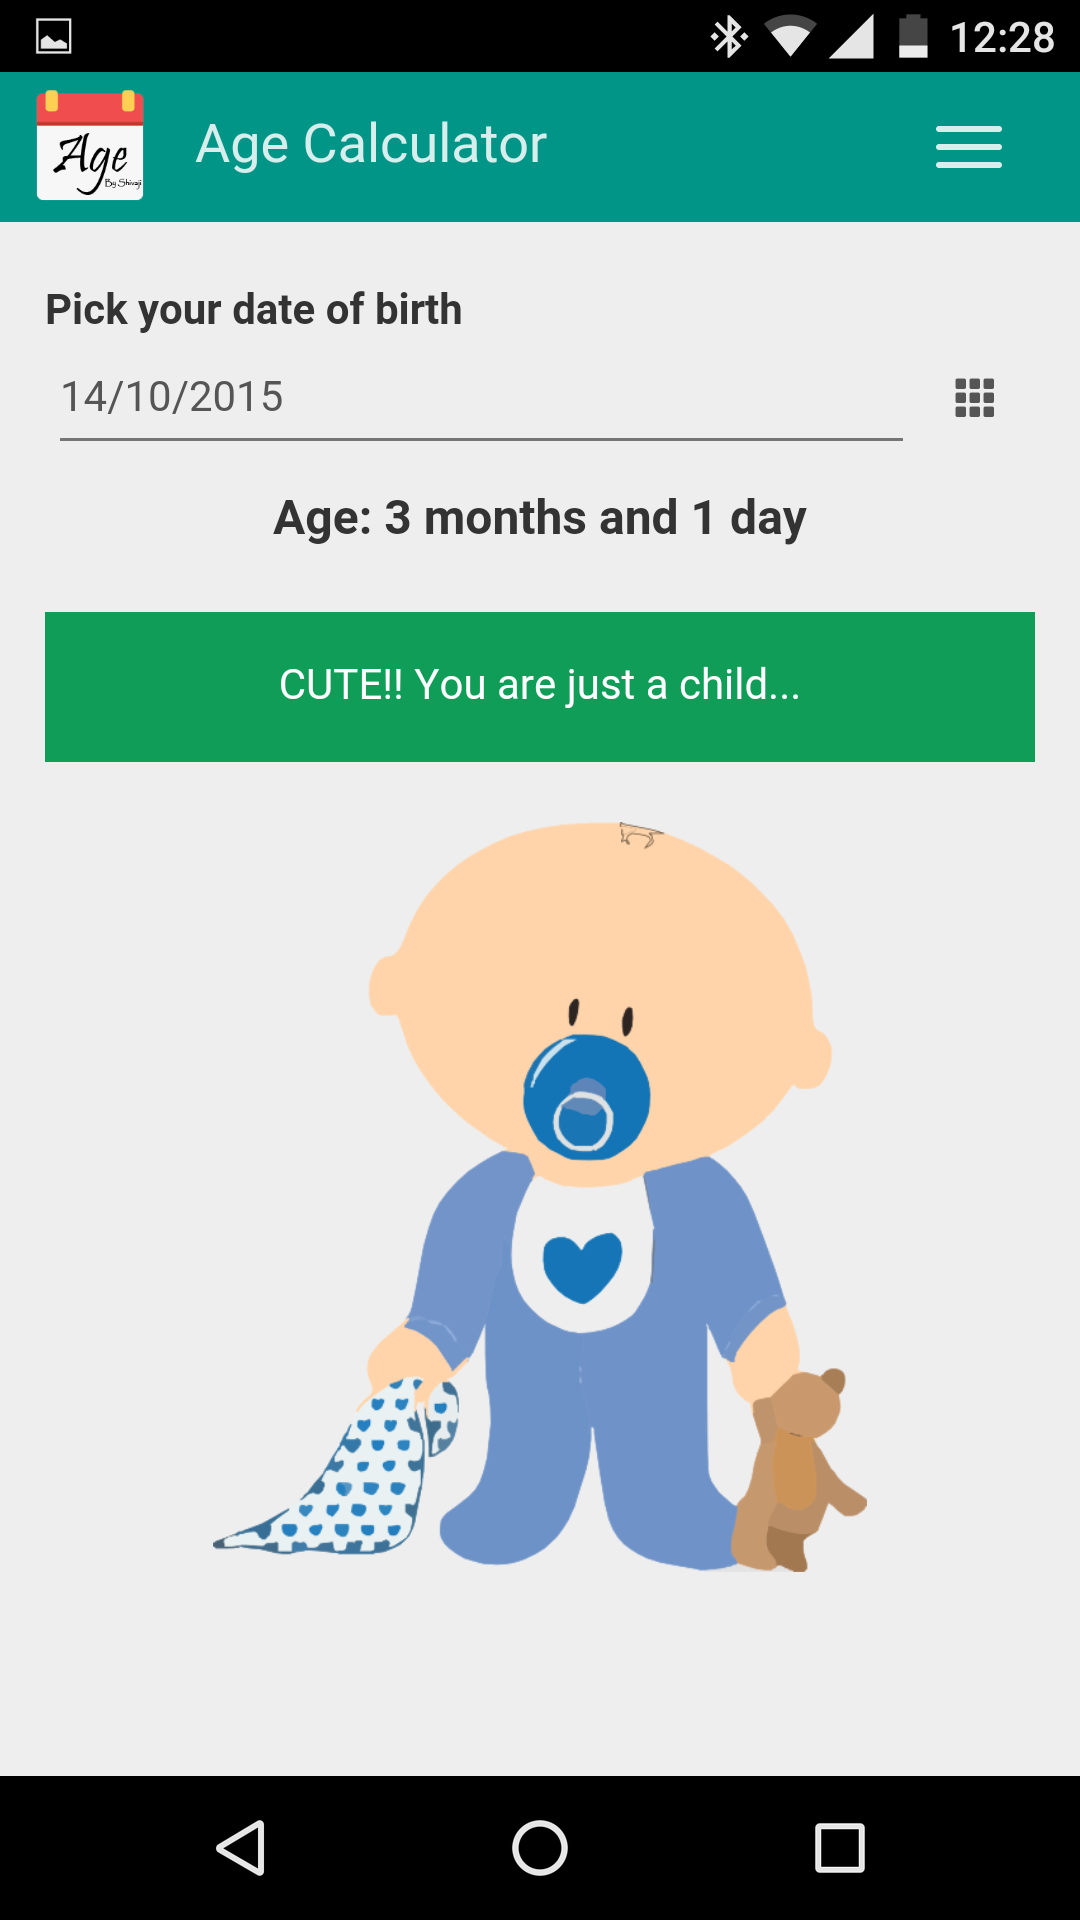 12:28
Age
By Shivaji
Age Calculator
Pick your date of birth
14/10/2015
Age: 3 months and 1 day
CUTE!! You are just a child...